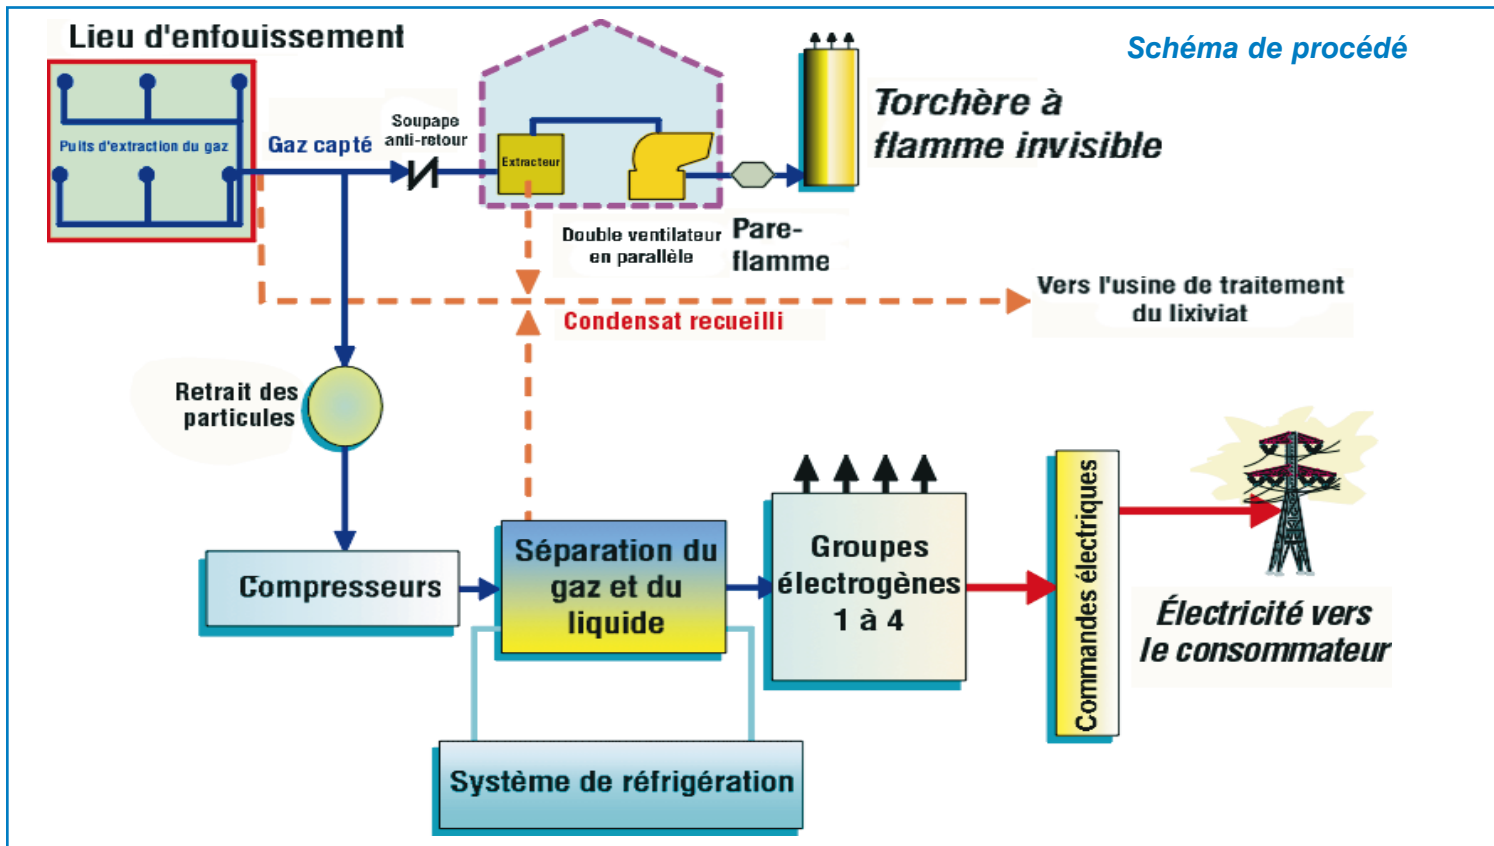 Lieu d'enfouissement
Schéma de procédé
Puits d'extraction du gaz
Gaz capté
Soupape
anti-retour
Extracteur
Torchère à
flamme invisible
Double ventilateur
en parallèle
Pare-
flamme
Vers l'usine de traitement
du lixiviat
Condensat recueilli
Retrait des
particules
Compresseurs
Séparation du
gaz et du
liquide
Groupes
électrogènes
1 à 4
Commandes électriques
Électricité vers
le consommateur
Système de réfrigération